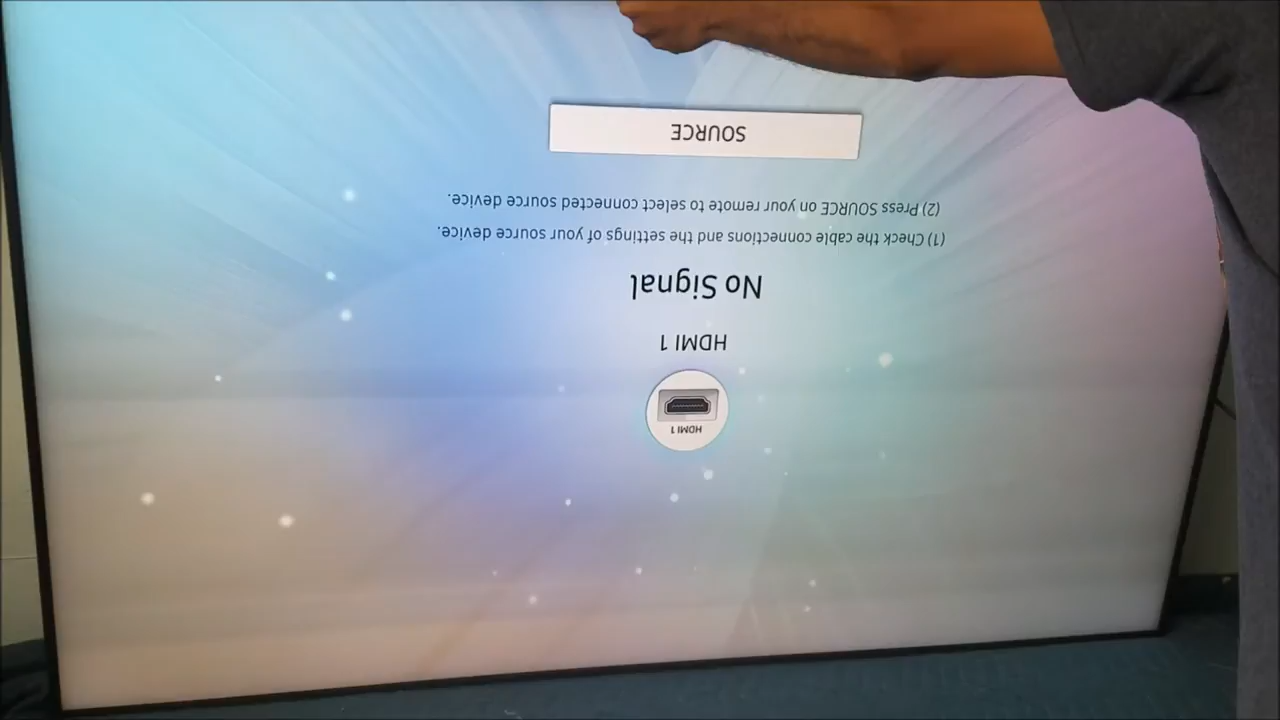 HDMI 1
HDMI 1
No Signal
(1) Check the cable connections and the settings of your source device.
(2) Press SOURCE on your remote to select connected source device.
SOURCE